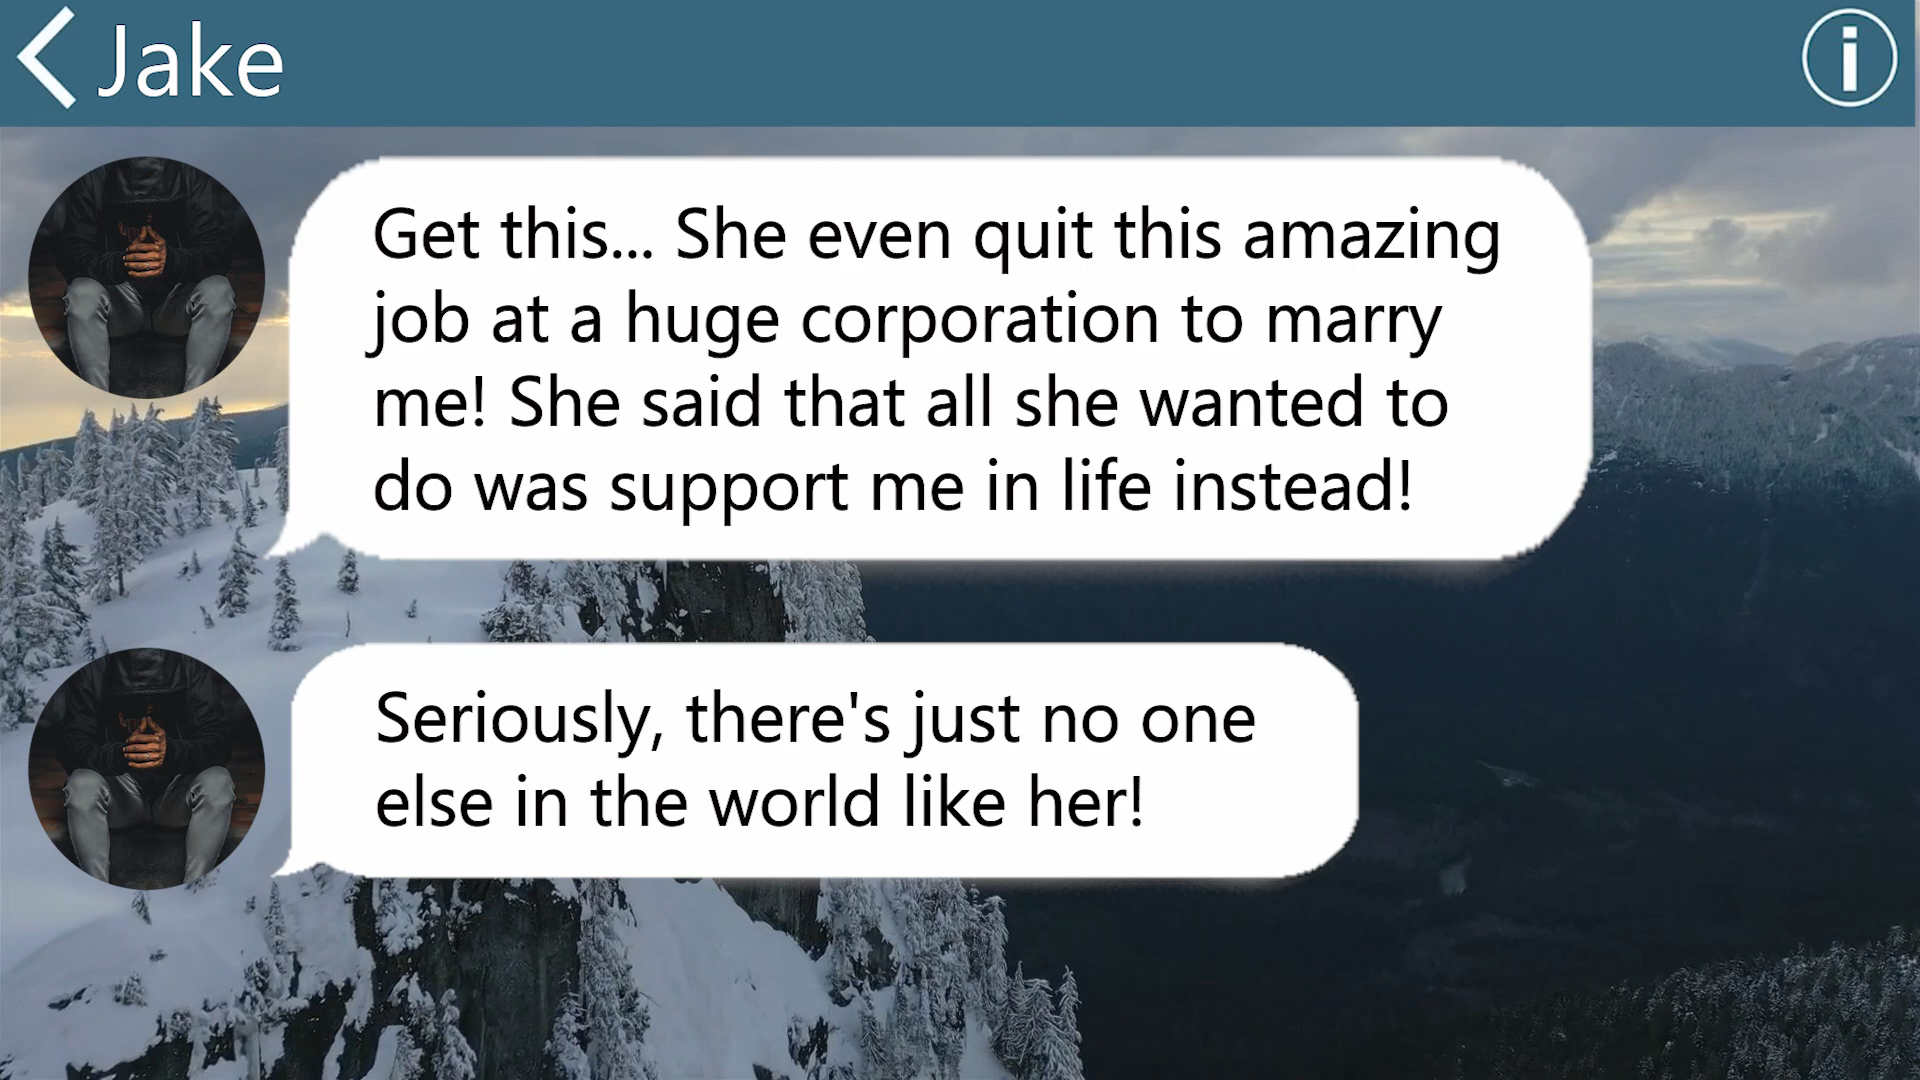 Jake
Get this... She even quit this amazing
job at a huge corporation to marry
me! She said that all she wanted to
do was support me in life instead!
Seriously, there's just no one
else in the world like her!